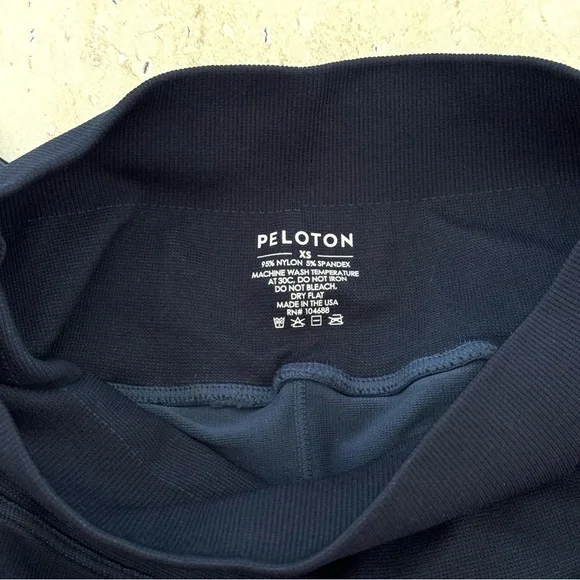 PELOTON
XS
95% NYLON 5% SPANDEX
MACHINE WASH TEMPERATURE
AT 30C, DO NOT IRON
DO NOT BLEACH.
DRY FLAT
MADE IN THE USA
RN# 104688